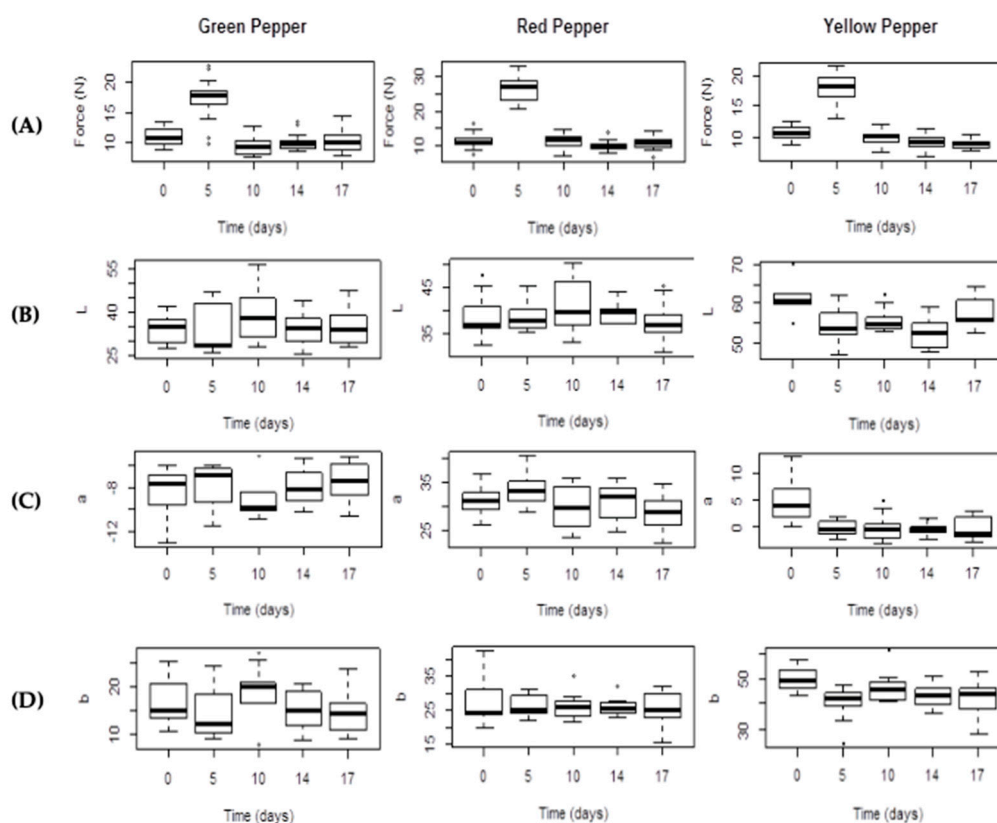 Green Pepper
Red Pepper
Yellow Pepper
(A)
Force (N)
10 15 20
0 5 10 14 17
Time (days)
Force (N)
10 20 30
0 5 10 14 17
Time (days)
Force (N)
10 15 20
0 5 10 14 17
Time (days)
(B)
L
25 35 55
0 5 10 14 17
Time (days)
L
35 45
0 5 10 14 17
Time (days)
L
50 60 70
0 5 10 14 17
Time (days)
(C)
a
-12 -8
0 5 10 14 17
Time (days)
a
25 35
0 5 10 14 17
Time (days)
a
0 5 10
0 5 10 14 17
Time (days)
(D)
b
10 20
0 5 10 14 17
Time (days)
b
15 25 35
0 5 10 14 17
Time (days)
b
30 50
0 5 10 14 17
Time (days)